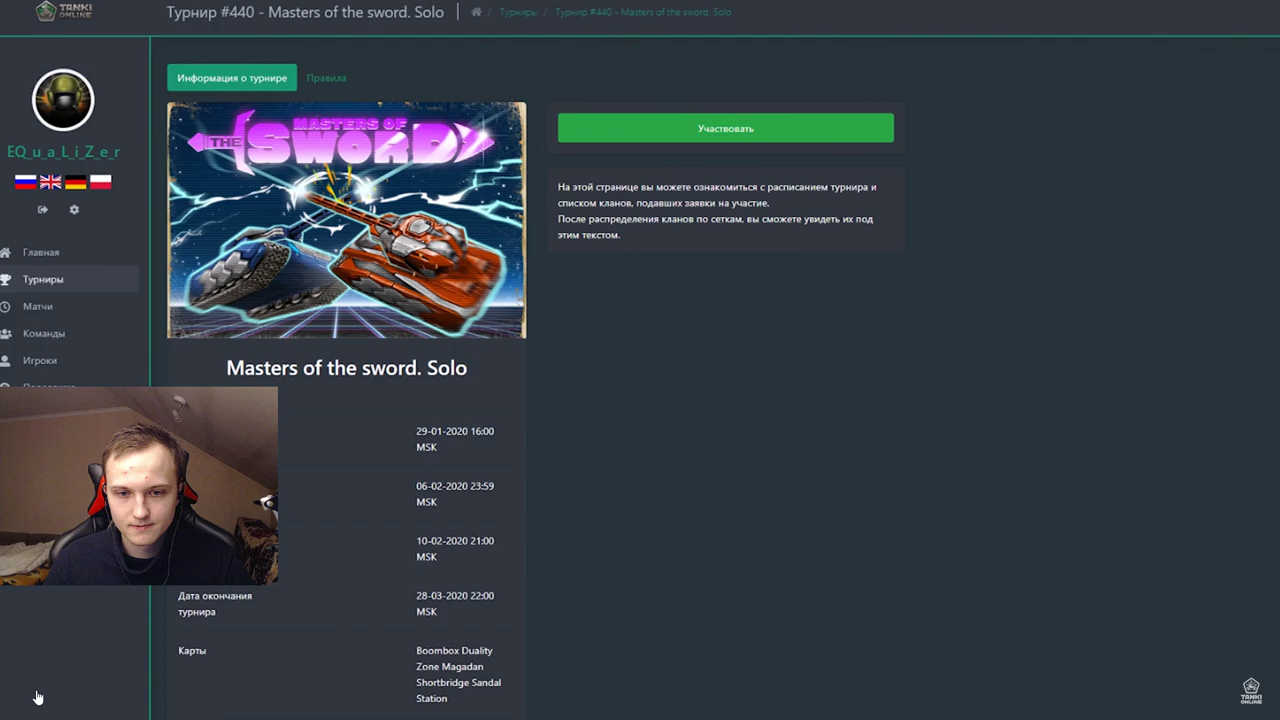 TANKI
ONLINE
Турнир #440 - Masters of the sword. Solo
/ Турниры / Турнир #440 - Masters of the sword. Solo
Информация о турнире
Правила
EQ_u_a_L_i_Z_e_r
Главная
Турниры
Матчи
Команды
Игроки
MASTERS OF
THE SWORD
Участвовать
На этой странице вы можете ознакомиться с расписанием турнира и
списком кланов, подавших заявки на участие.
После распределения кланов по сеткам, вы сможете увидеть их под
этим текстом.
Masters of the sword. Solo
29-01-2020 16:00
MSK
06-02-2020 23:59
MSK
10-02-2020 21:00
MSK
Дата окончания
турнира
28-03-2020 22:00
MSK
Карты
Boombox Duality
Zone Magadan
Shortbridge Sandal
Station
TANKI
ONLINE